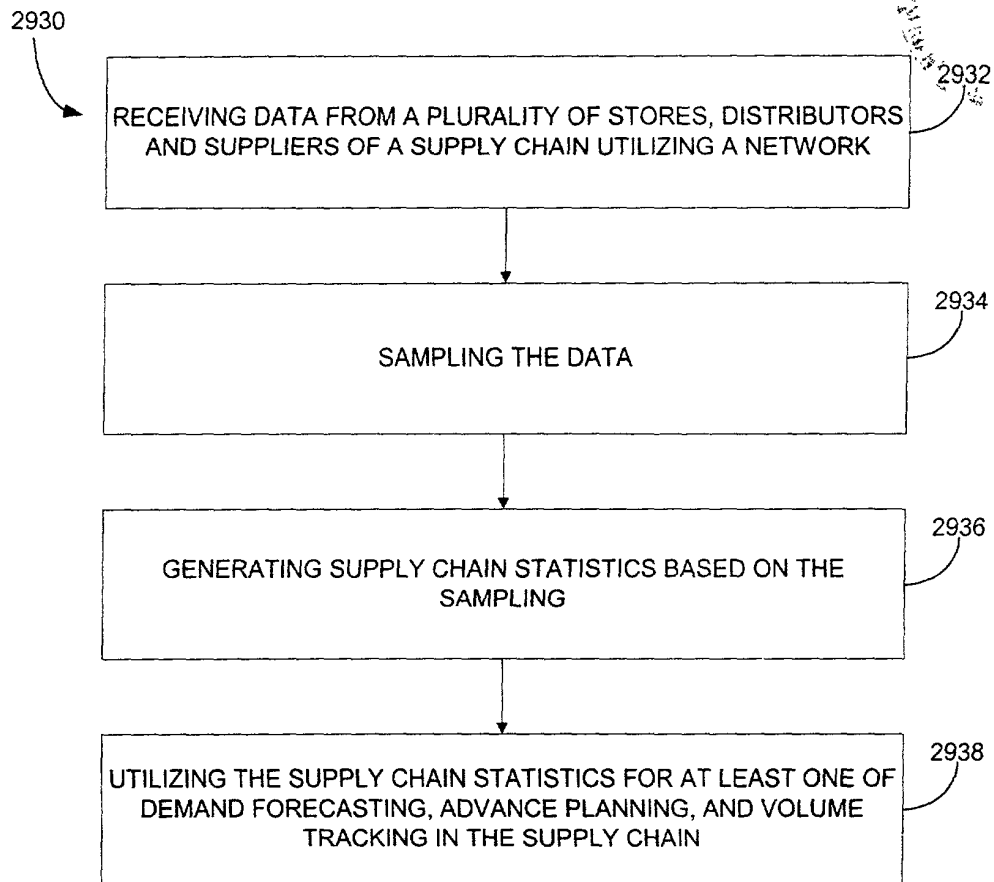 2930
2932
RECEIVING DATA FROM A PLURALITY OF STORES, DISTRIBUTORS
AND SUPPLIERS OF A SUPPLY CHAIN UTILIZING A NETWORK
2934
SAMPLING THE DATA
2936
GENERATING SUPPLY CHAIN STATISTICS BASED ON THE
SAMPLING
2938
UTILIZING THE SUPPLY CHAIN STATISTICS FOR AT LEAST ONE OF
DEMAND FORECASTING, ADVANCE PLANNING, AND VOLUME
TRACKING IN THE SUPPLY CHAIN